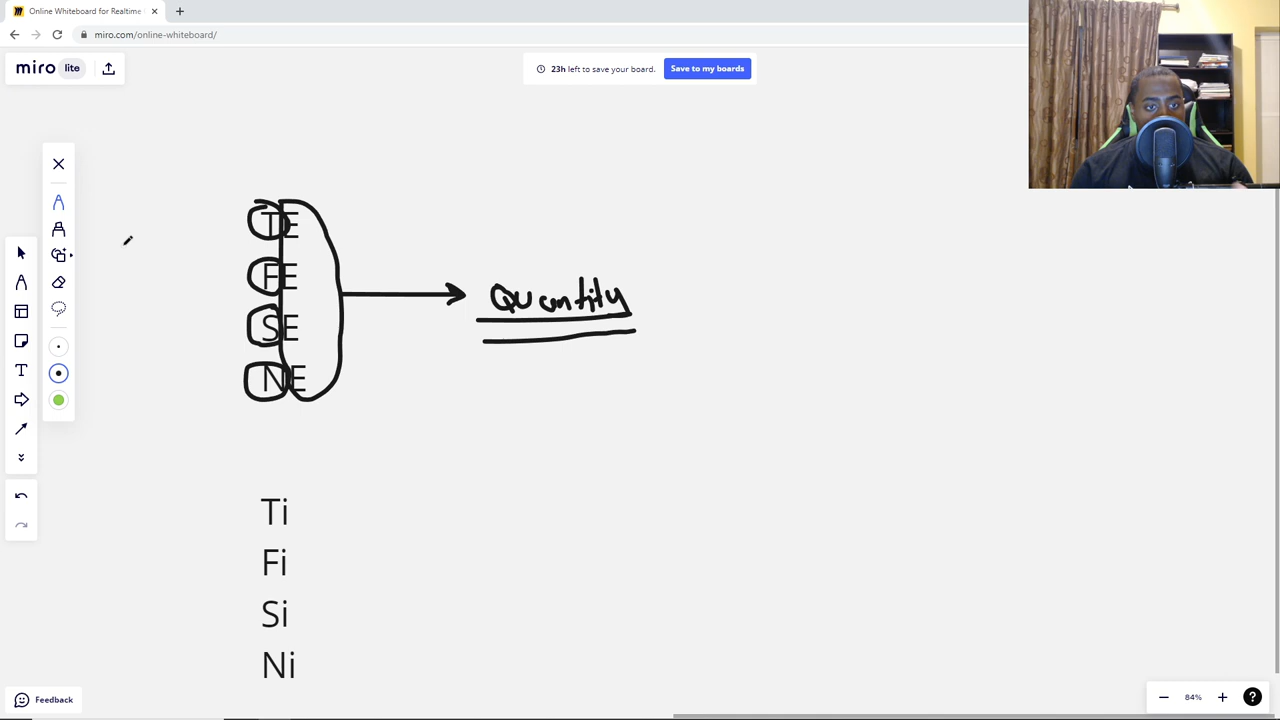 Online Whiteboard for Realtime
miro.com/online-whiteboard/
miro lite
23h left to save your board.
Save to my boards
TE
FE
SE
NE
Quantity
Ti
Fi
Si
Ni
T
Feedback
84%
?